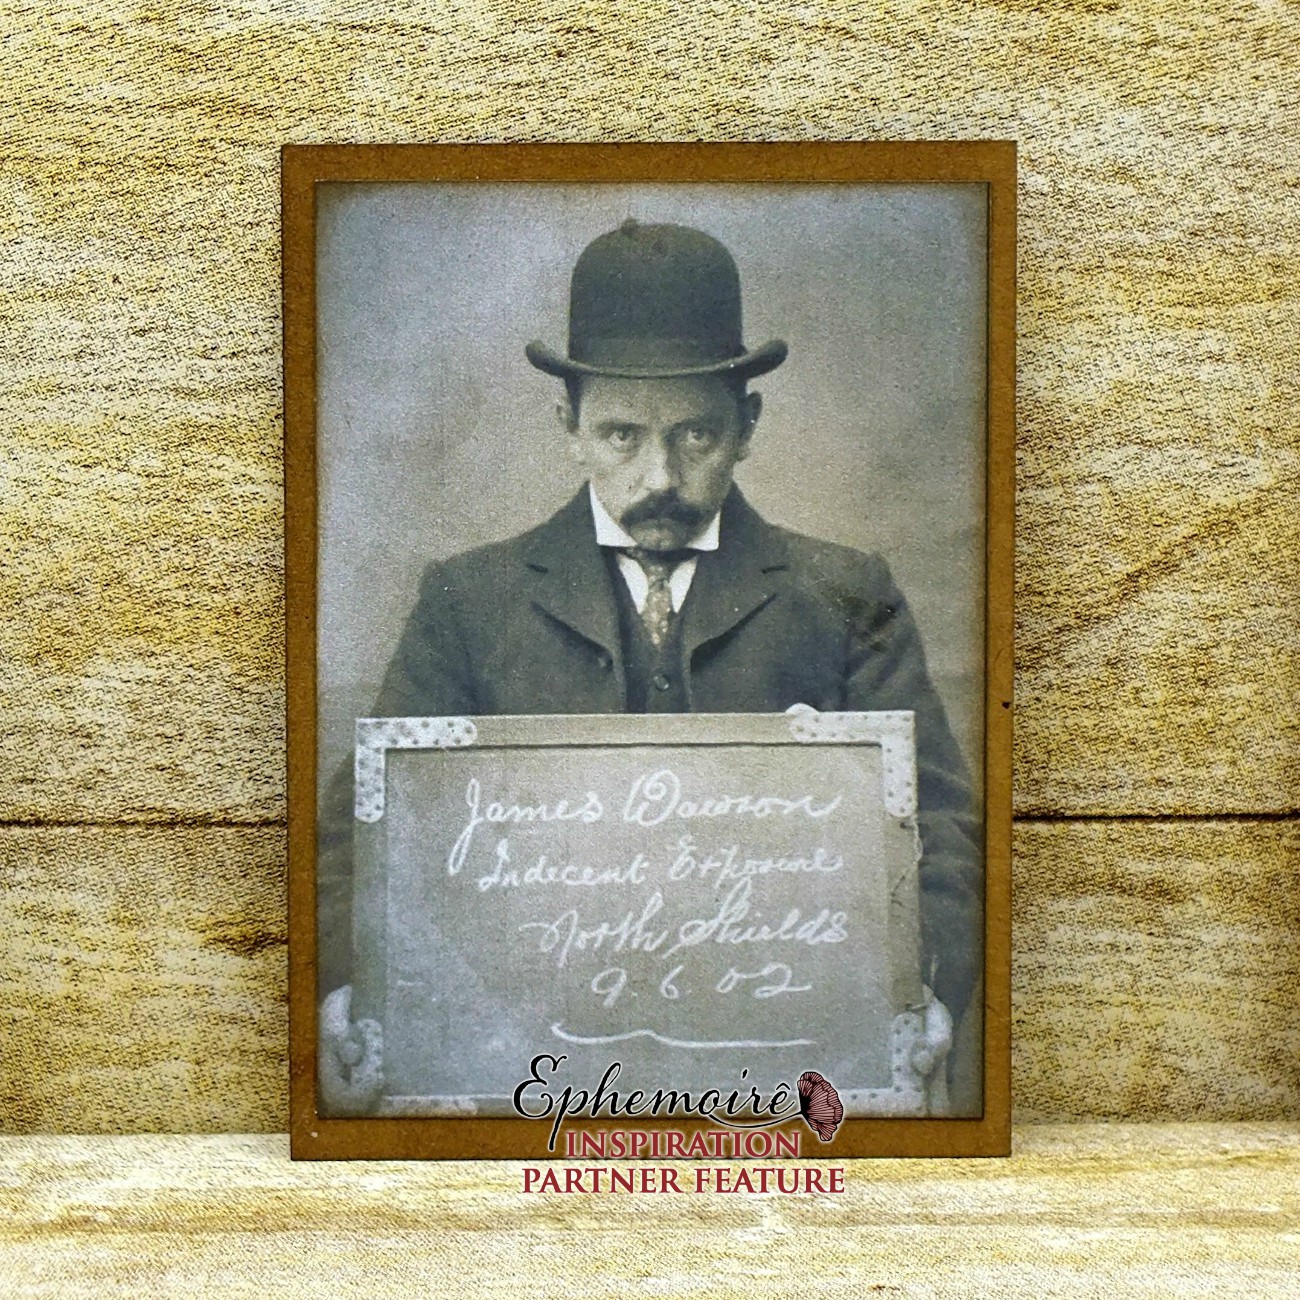 James Dawson
Indecent Exposure
North Shields
9. 6. 02
Ephemoirê
INSPIRATION
PARTNER FEATURE